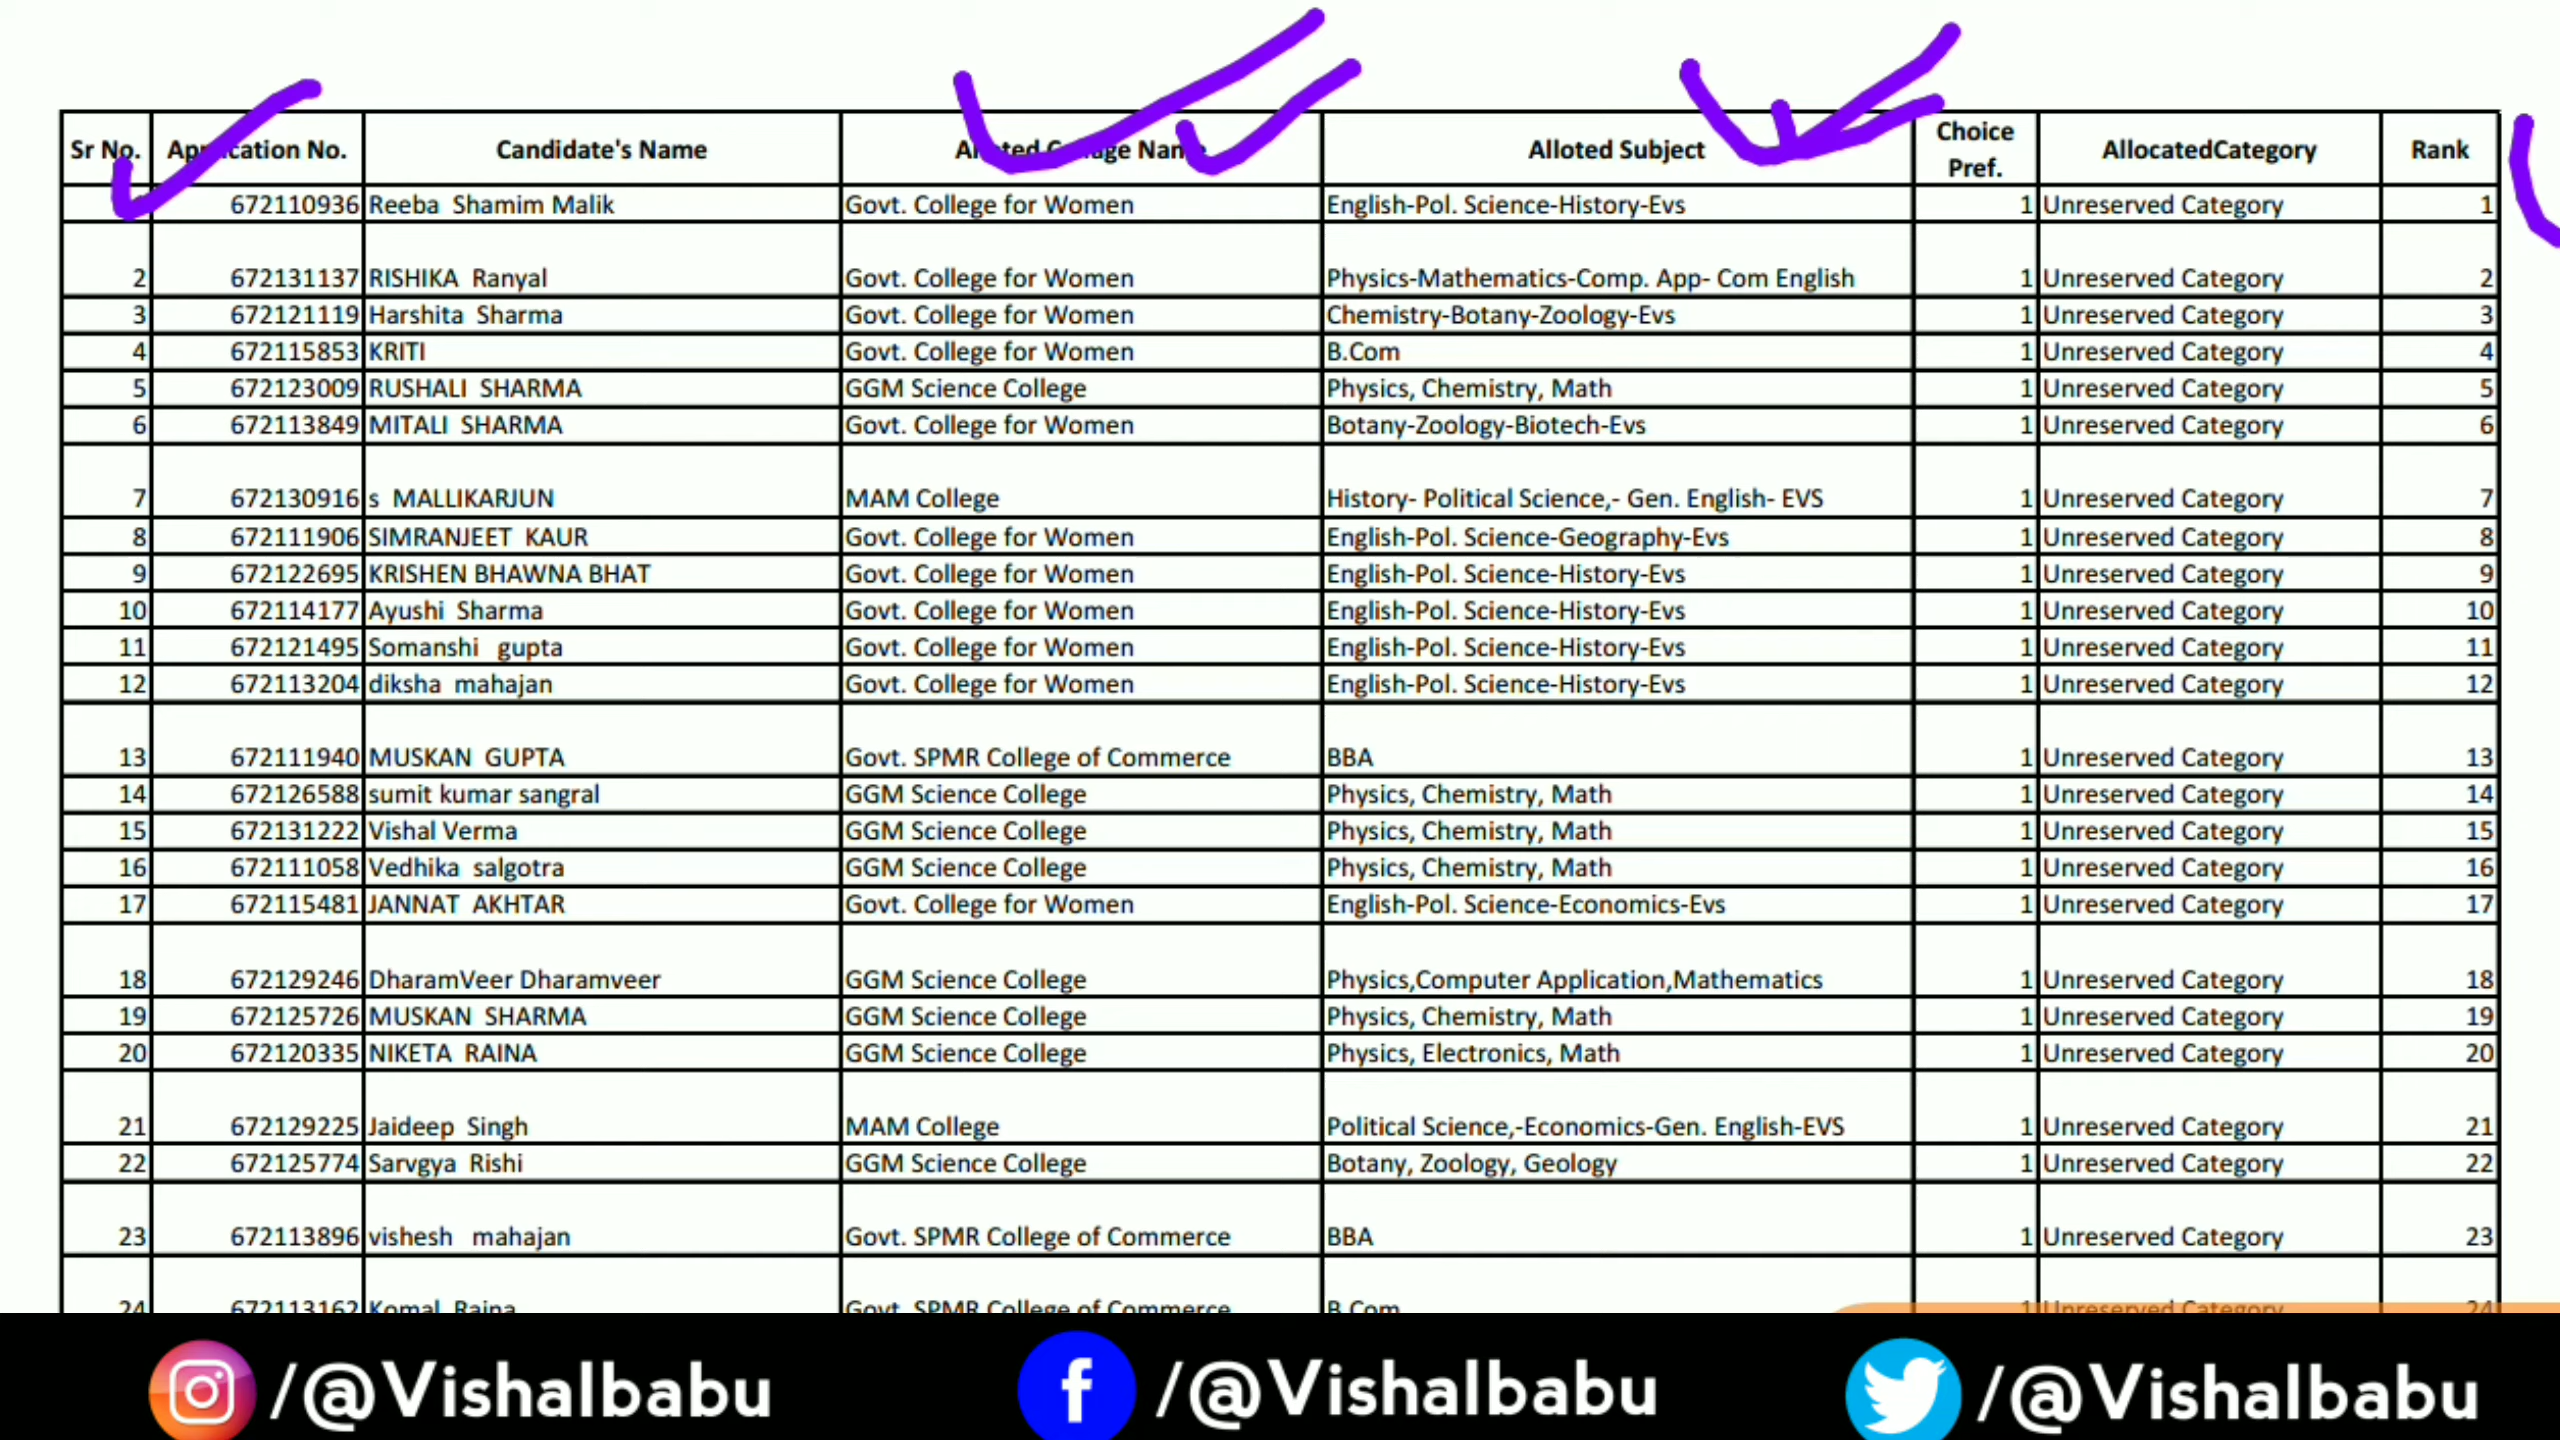 Sr No. Application No. Candidate's Name Alloted College Name Alloted Subject Choice Pref. AllocatedCategory Rank
672110936 Reeba Shamim Malik Govt. College for Women English-Pol. Science-History-Evs 1 Unreserved Category 1
2 672131137 RISHIKA Ranyal Govt. College for Women Physics-Mathematics-Comp. App- Com English 1 Unreserved Category 2
3 672121119 Harshita Sharma Govt. College for Women Chemistry-Botany-Zoology-Evs 1 Unreserved Category 3
4 672115853 KRITI Govt. College for Women B.Com 1 Unreserved Category 4
5 672123009 RUSHALI SHARMA GGM Science College Physics, Chemistry, Math 1 Unreserved Category 5
6 672113849 MITALI SHARMA Govt. College for Women Botany-Zoology-Biotech-Evs 1 Unreserved Category 6
7 672130916 s MALLIKARJUN MAM College History- Political Science,- Gen. English- EVS 1 Unreserved Category 7
8 672111906 SIMRANJEET KAUR Govt. College for Women English-Pol. Science-Geography-Evs 1 Unreserved Category 8
9 672122695 KRISHEN BHAWNA BHAT Govt. College for Women English-Pol. Science-History-Evs 1 Unreserved Category 9
10 672114177 Ayushi Sharma Govt. College for Women English-Pol. Science-History-Evs 1 Unreserved Category 10
11 672121495 Somanshi gupta Govt. College for Women English-Pol. Science-History-Evs 1 Unreserved Category 11
12 672113204 diksha mahajan Govt. College for Women English-Pol. Science-History-Evs 1 Unreserved Category 12
13 672111940 MUSKAN GUPTA Govt. SPMR College of Commerce BBA 1 Unreserved Category 13
14 672126588 sumit kumar sangral GGM Science College Physics, Chemistry, Math 1 Unreserved Category 14
15 672131222 Vishal Verma GGM Science College Physics, Chemistry, Math 1 Unreserved Category 15
16 672111058 Vedhika salgotra GGM Science College Physics, Chemistry, Math 1 Unreserved Category 16
17 672115481 JANNAT AKHTAR Govt. College for Women English-Pol. Science-Economics-Evs 1 Unreserved Category 17
18 672129246 DharamVeer Dharamveer GGM Science College Physics,Computer Application,Mathematics 1 Unreserved Category 18
19 672125726 MUSKAN SHARMA GGM Science College Physics, Chemistry, Math 1 Unreserved Category 19
20 672120335 NIKETA RAINA GGM Science College Physics, Electronics, Math 1 Unreserved Category 20
21 672129225 Jaideep Singh MAM College Political Science,-Economics-Gen. English-EVS 1 Unreserved Category 21
22 672125774 Sarvgya Rishi GGM Science College Botany, Zoology, Geology 1 Unreserved Category 22
23 672113896 vishesh mahajan Govt. SPMR College of Commerce BBA 1 Unreserved Category 23
24 672113162 Komal Raina Govt. SPMR College of Commerce B.Com 1 Unreserved Category 24
/@Vishalbabu /@Vishalbabu /@Vishalbabu